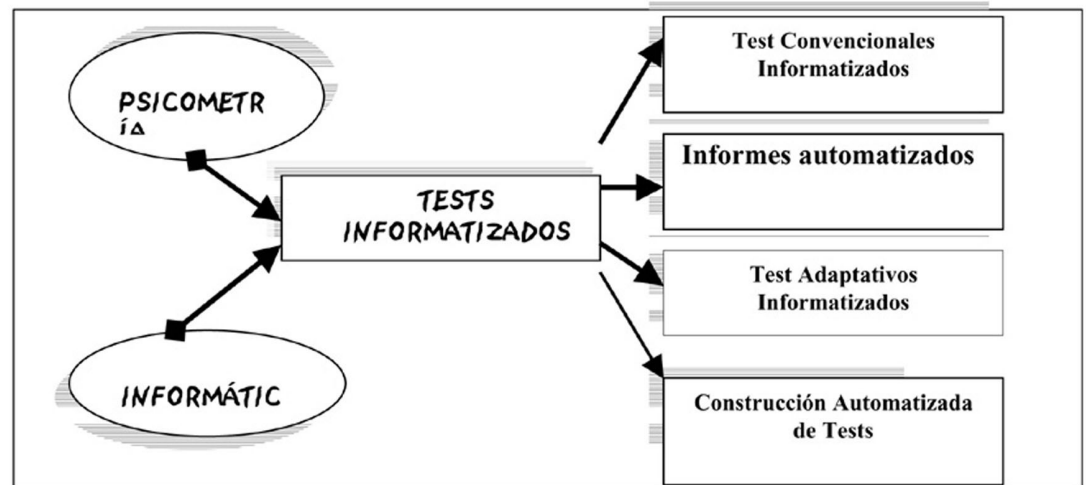 PSICOMETR
íA
INFORMÁTIC
TESTS
INFORMATIZADOS
Test Convencionales
Informatizados
Informes automatizados
Test Adaptativos
Informatizados
Construcción Automatizada
de Tests